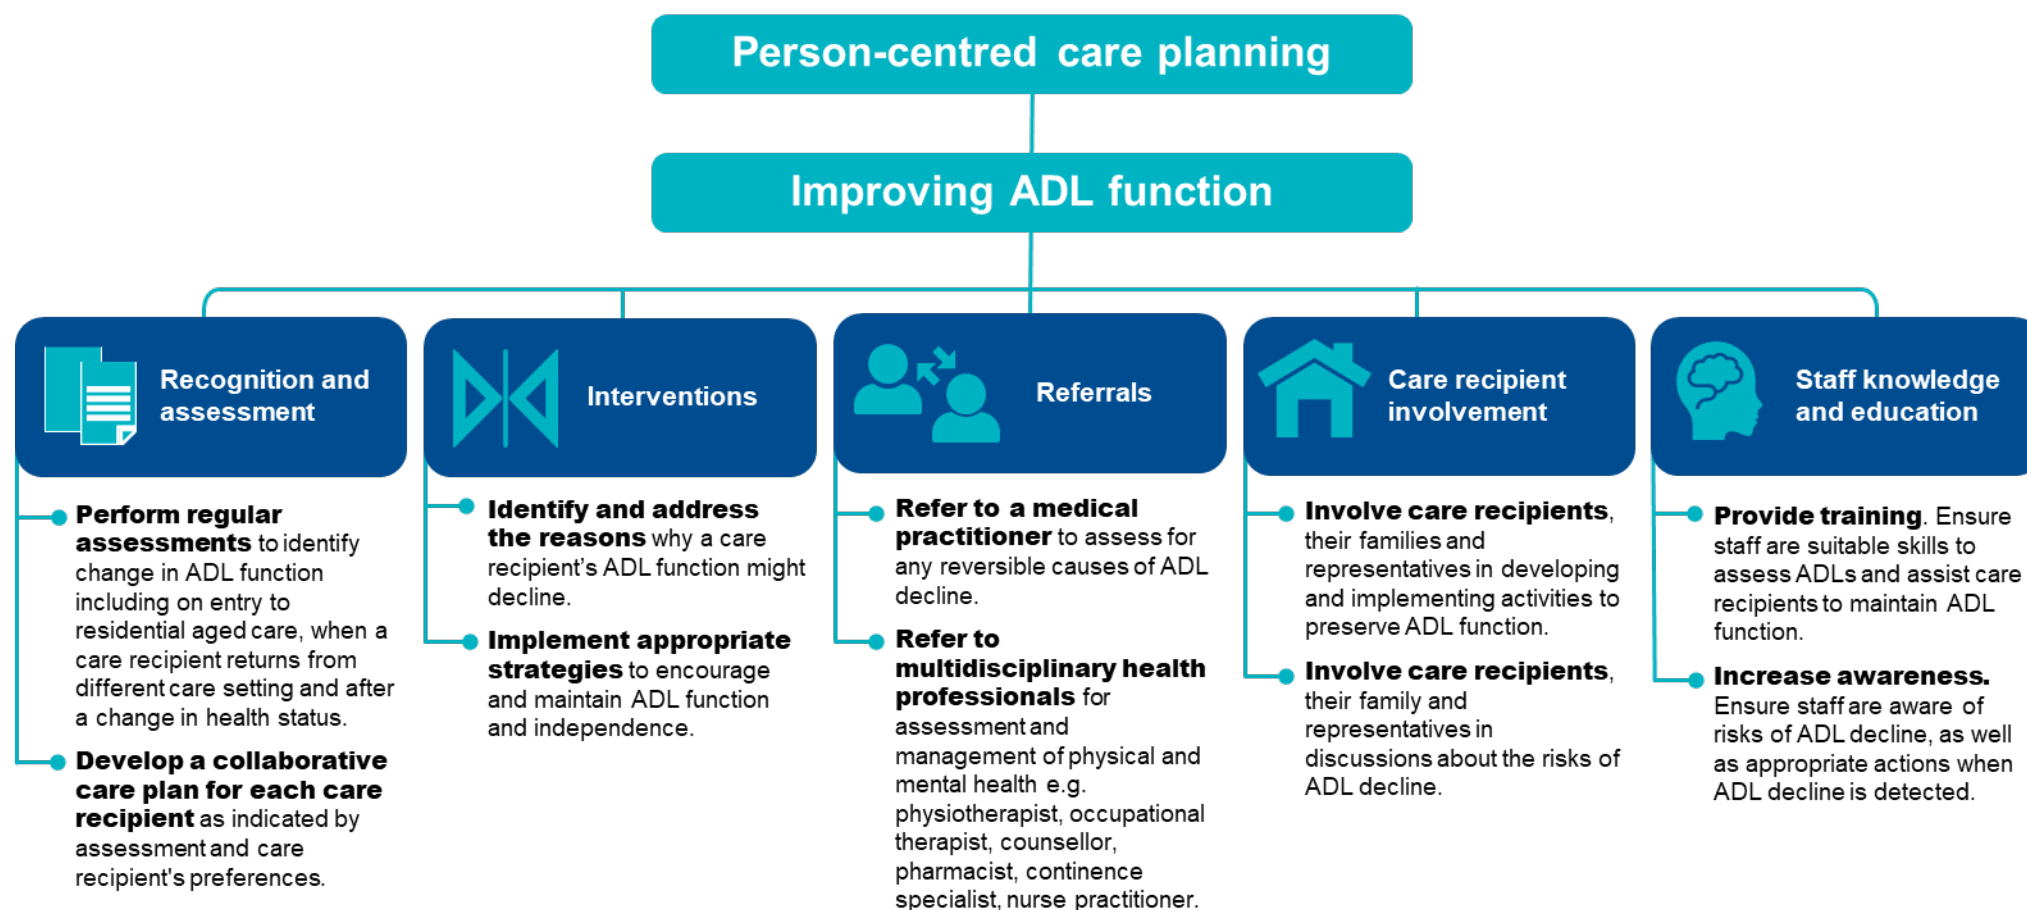 Person-centred care planning
Improving ADL function
Recognition and
assessment
Perform regular
assessments to identify
change in ADL function
including on entry to
residential aged care, when a
care recipient returns from
different care setting and after
a change in health status.
Develop a collaborative
care plan for each care
recipient as indicated by
assessment and care
recipient's preferences.
Interventions
Identify and address
the reasons why a care
recipient’s ADL function might
decline.
Implement appropriate
strategies to encourage
and maintain ADL function
and independence.
Referrals
Refer to a medical
practitioner to assess for
any reversible causes of ADL
decline.
Refer to
multidisciplinary health
professionals for
assessment and
management of physical and
mental health e.g.
physiotherapist, occupational
therapist, counsellor,
pharmacist, continence
specialist, nurse practitioner.
Care recipient
involvement
Involve care recipients,
their families and
representatives in developing
and implementing activities to
preserve ADL function.
Involve care recipients,
their family and
representatives in
discussions about the risks of
ADL decline.
Staff knowledge
and education
Provide training. Ensure
staff are suitable skills to
assess ADLs and assist care
recipients to maintain ADL
function.
Increase awareness.
Ensure staff are aware of
risks of ADL decline, as well
as appropriate actions when
ADL decline is detected.